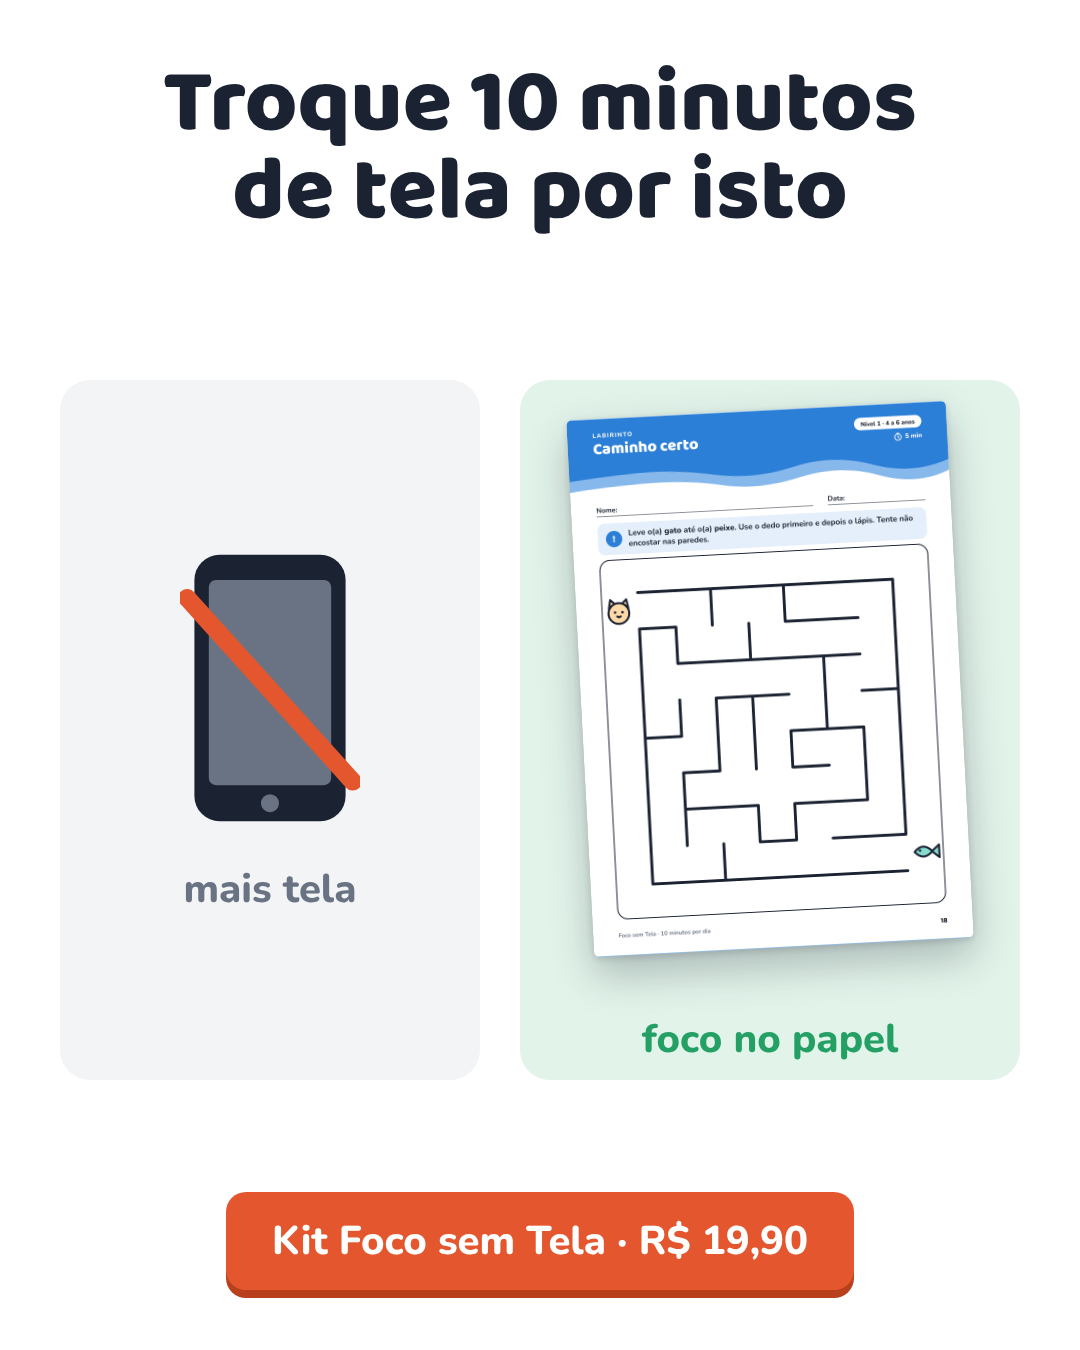 Troque 10 minutos
de tela por isto
mais tela
LABIRINTO
Caminho certo
Nível 1 · 4 a 6 anos
5 min
Nome:
Data:
1
Leve o(a) gato até o(a) peixe. Use o dedo primeiro e depois o lápis. Tente não
encostar nas paredes.
Foco sem Tela · 10 minutos por dia
18
foco no papel
Kit Foco sem Tela · R$ 19,90